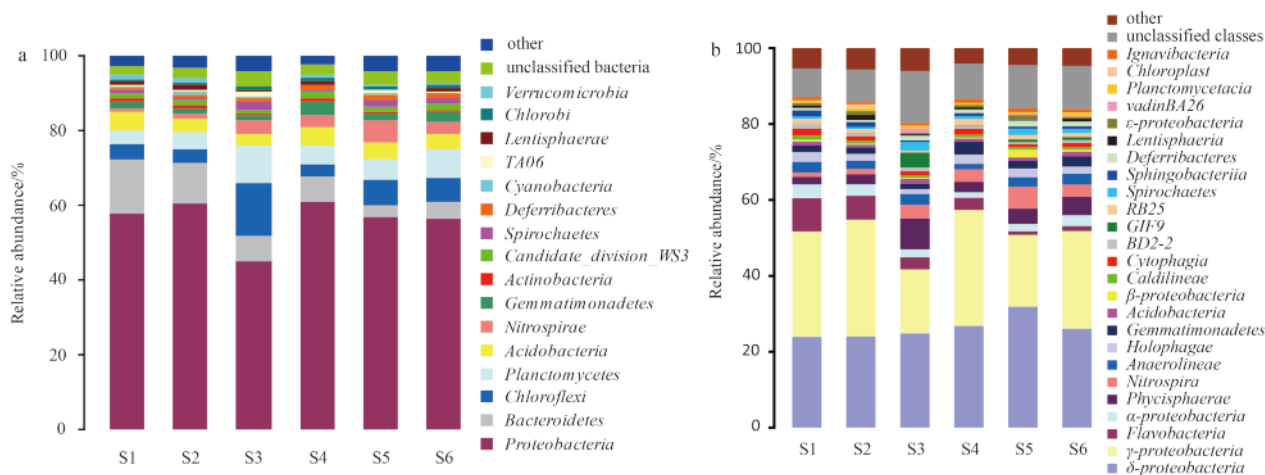 a
Relative abundance/%
100
80
60
40
20
0
S1 S2 S3 S4 S5 S6
other
unclassified bacteria
Verrucomicrobia
Chlorobi
Lentisphaerae
TA06
Cyanobacteria
Deferribacteres
Spirochaetes
Candidate_division_WS3
Actinobacteria
Gemmatimonadetes
Nitrospirae
Acidobacteria
Planctomycetes
Chloroflexi
Bacteroidetes
Proteobacteria
b
Relative abundance/%
100
80
60
40
20
0
S1 S2 S3 S4 S5 S6
other
unclassified classes
Ignavibacteria
Chloroplast
Planctomycetacia
vadinBA26
ε-proteobacteria
Lentisphaeria
Deferribacteres
Sphingobacteriia
Spirochaetes
RB25
GIF9
BD2-2
Cytophagia
Caldilineae
β-proteobacteria
Acidobacteria
Gemmatimonadetes
Holophagae
Anaerolineae
Nitrospira
Phycisphaerae
α-proteobacteria
Flavobacteria
γ-proteobacteria
δ-proteobacteria